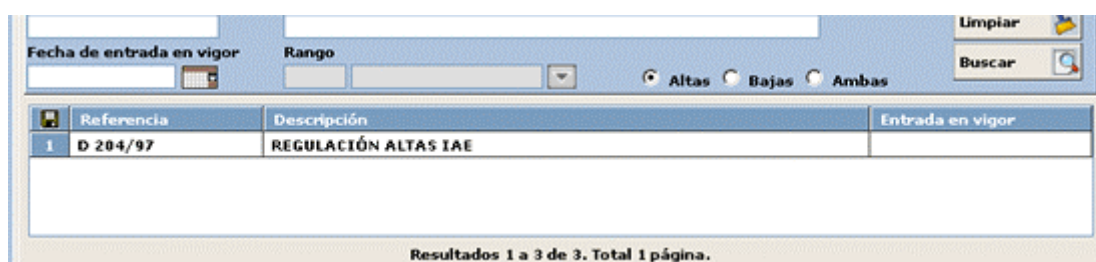 Limpiar
Fecha de entrada en vigor Rango
Buscar
Altas Bajas Ambas
Referencia Descripción Entrada en vigor
1 D 204/97 REGULACIÓN ALTAS IAE
Resultados 1 a 3 de 3. Total 1 página.